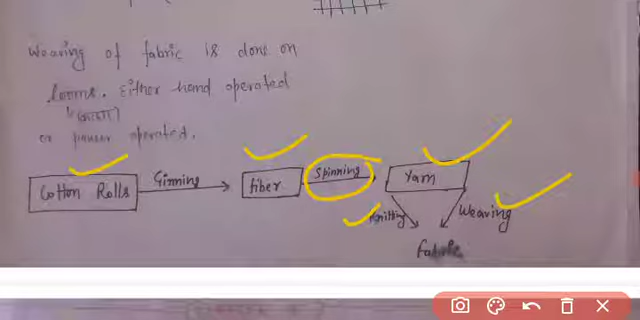 Weaving of fabric is done on
looms. Either hand operated
or power operated.
Cotton Rolls Ginning fiber Spinning Yarn
Knitting Weaving
fabric